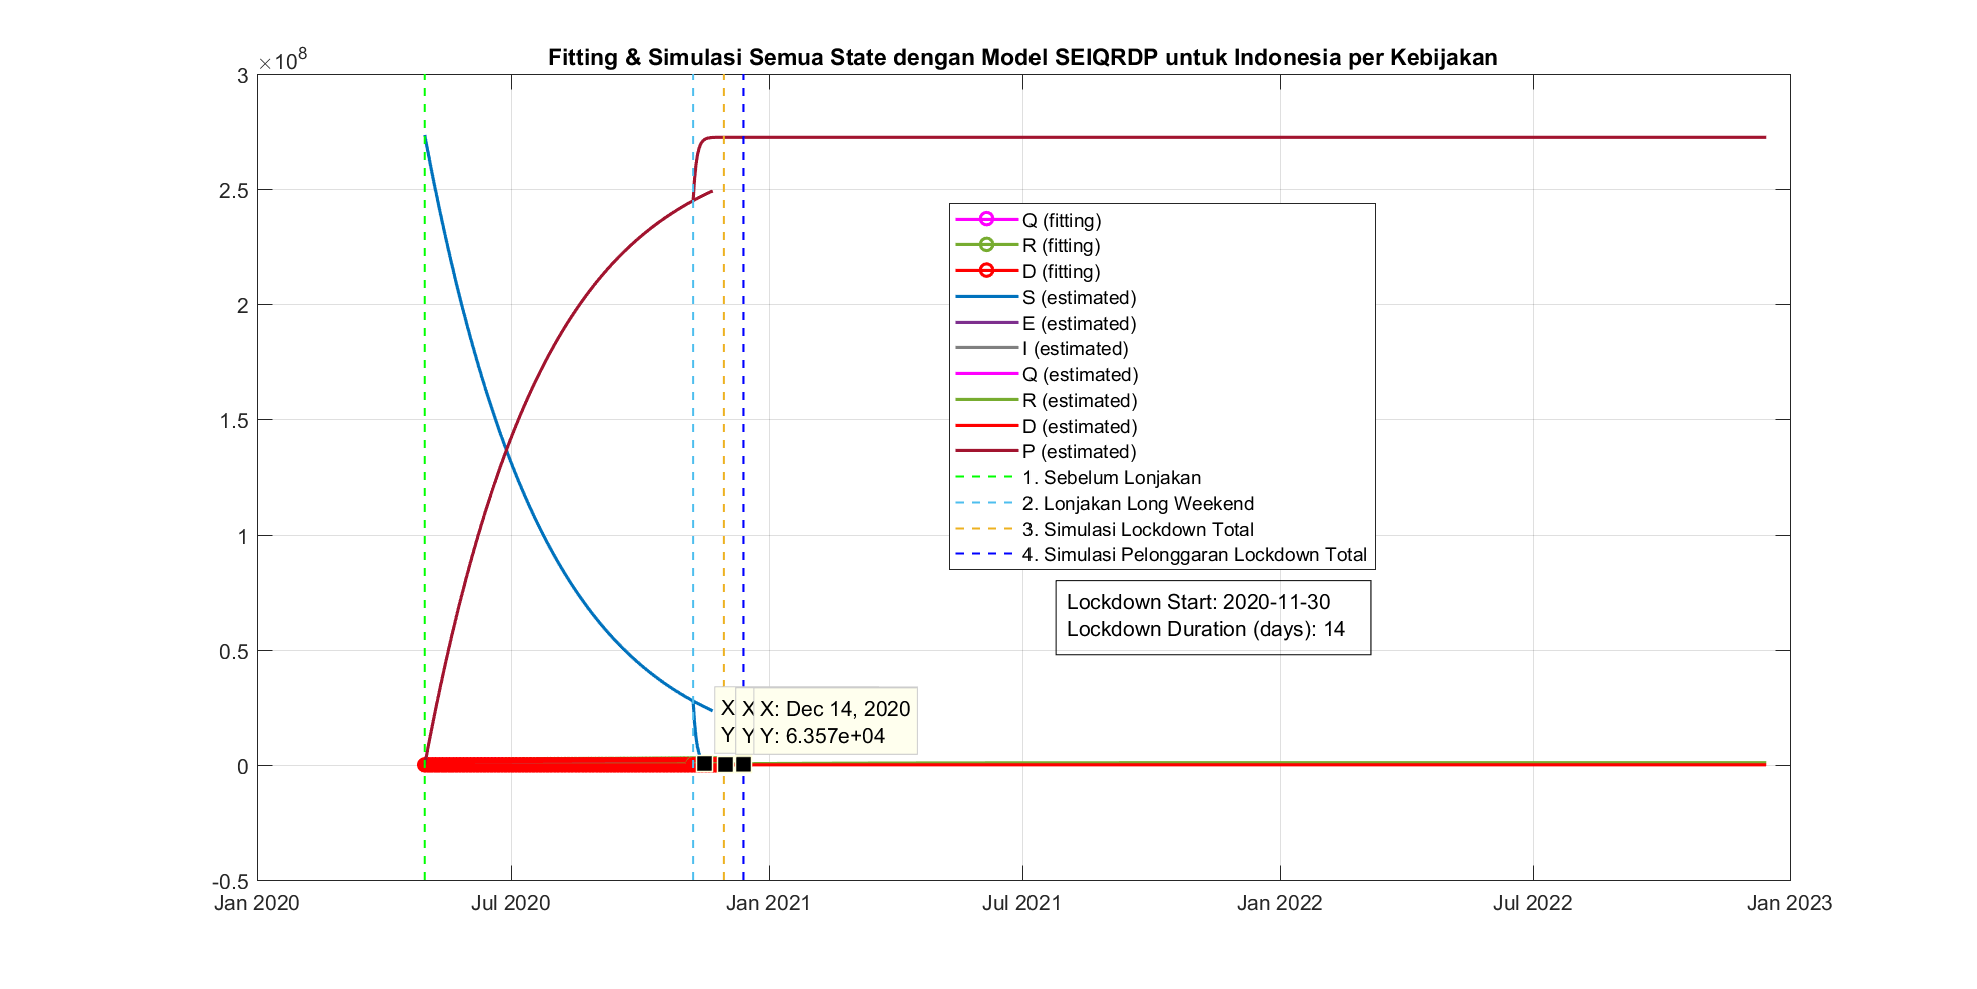 Fitting & Simulasi Semua State dengan Model SEIQRDP untuk Indonesia per Kebijakan
×10^8
3
2.5
2
1.5
1
0.5
0
-0.5
Jan 2020
Jul 2020
Jan 2021
Jul 2021
Jan 2022
Jul 2022
Jan 2023
Q (fitting)
R (fitting)
D (fitting)
S (estimated)
E (estimated)
I (estimated)
Q (estimated)
R (estimated)
D (estimated)
P (estimated)
1. Sebelum Lonjakan
2. Lonjakan Long Weekend
3. Simulasi Lockdown Total
4. Simulasi Pelonggaran Lockdown Total
Lockdown Start: 2020-11-30
Lockdown Duration (days): 14
X
Y
X
Y
X: Dec 14, 2020
Y: 6.357e+04